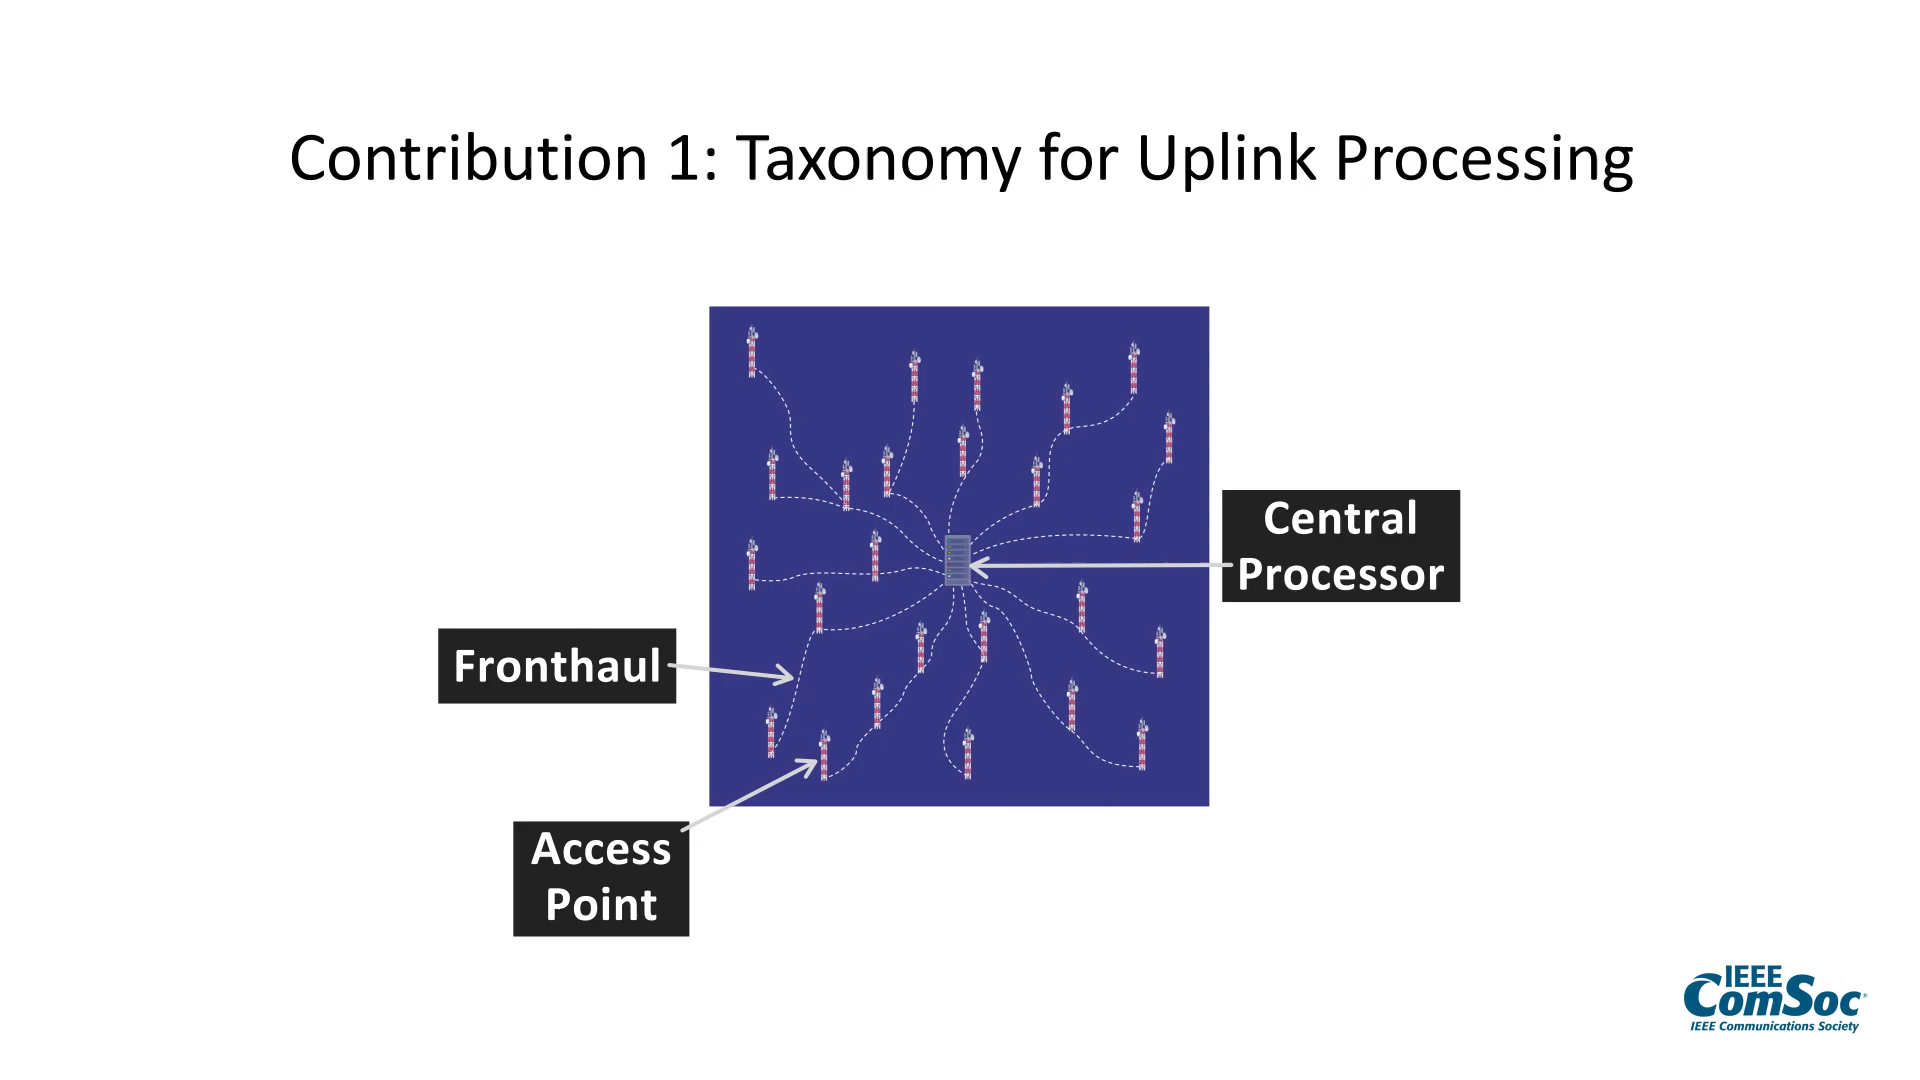 Contribution 1: Taxonomy for Uplink Processing
Central
Processor
Fronthaul
Access
Point
IEEE
ComSoc®
IEEE Communications Society